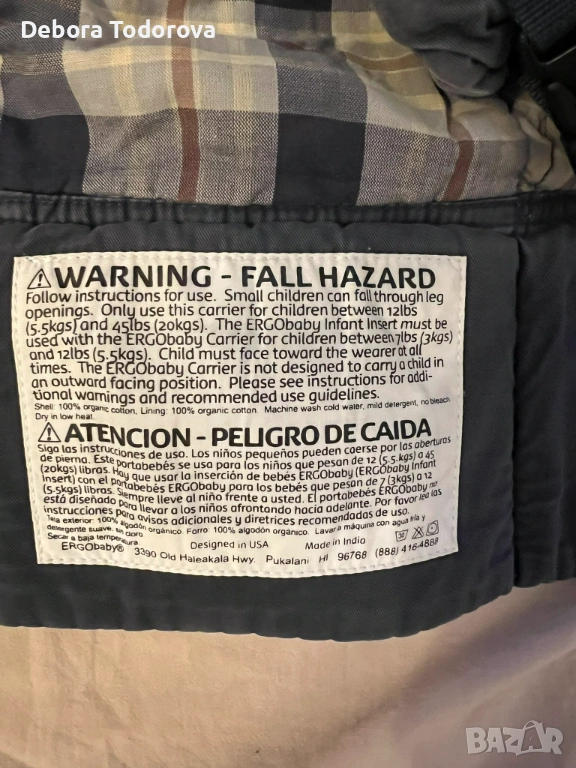 Debora Todorova
⚠WARNING - FALL HAZARD
Follow instructions for use. Small children can fall through leg
openings. Only use this carrier for children between 12lbs
(5.5kgs) and 45lbs (20kgs). The ERGObaby Infant Insert must be
used with the ERGObaby Carrier for children between 7lbs (3kgs)
and 12lbs (5.5kgs). Child must face toward the wearer at all
times. The ERGObaby Carrier is not designed to carry a child in
an outward facing position. Please see instructions for addi-
tional warnings and recommended use guidelines.
Shell: 100% organic cotton, Lining: 100% organic cotton. Machine wash cold water, mild detergent, no bleach.
Dry in low heat.
⚠ATENCION - PELIGRO DE CAIDA
Siga las instrucciones de uso. Los niños pequeños pueden caerse por las aberturas
de pierna. Este portabebés se usa para los niños que pesan de 12 (5.5.kgs) a 45
(20kgs) libras. Hay que usar la inserción de bebés ERGObaby (ERGObaby Infant
Insert) con el portabebés ERGObaby para los bebés que pesan de 7 (3kgs) a 12
(5.5kgs) libras. Siempre lleve al niño frente a usted. El portabebés ERGObaby no
está diseñado para llevar a los niños afrontando hacia adelante. Por favor lea las
instrucciones para avisos adicionales y directrices recomendadas de uso.
Tela exterior: 100% algodón orgánico. Forro: 100% algodón orgánico. Lavar a máquina con agua fría y
detergente suave, sin cloro
Secar a baja temperatura Designed in USA Made in India 30
ERGObaby® 3390 Old Haleakala Hwy. Pukalani HI 96768 (888) 416-4888
BAZAR